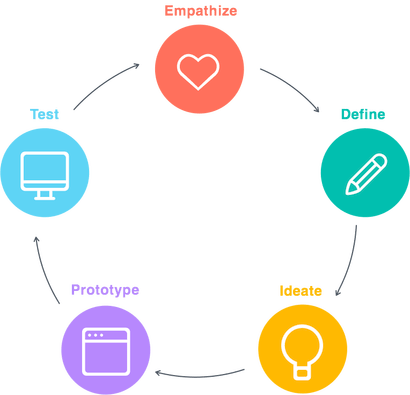 Empathize
Define
Ideate
Prototype
Test